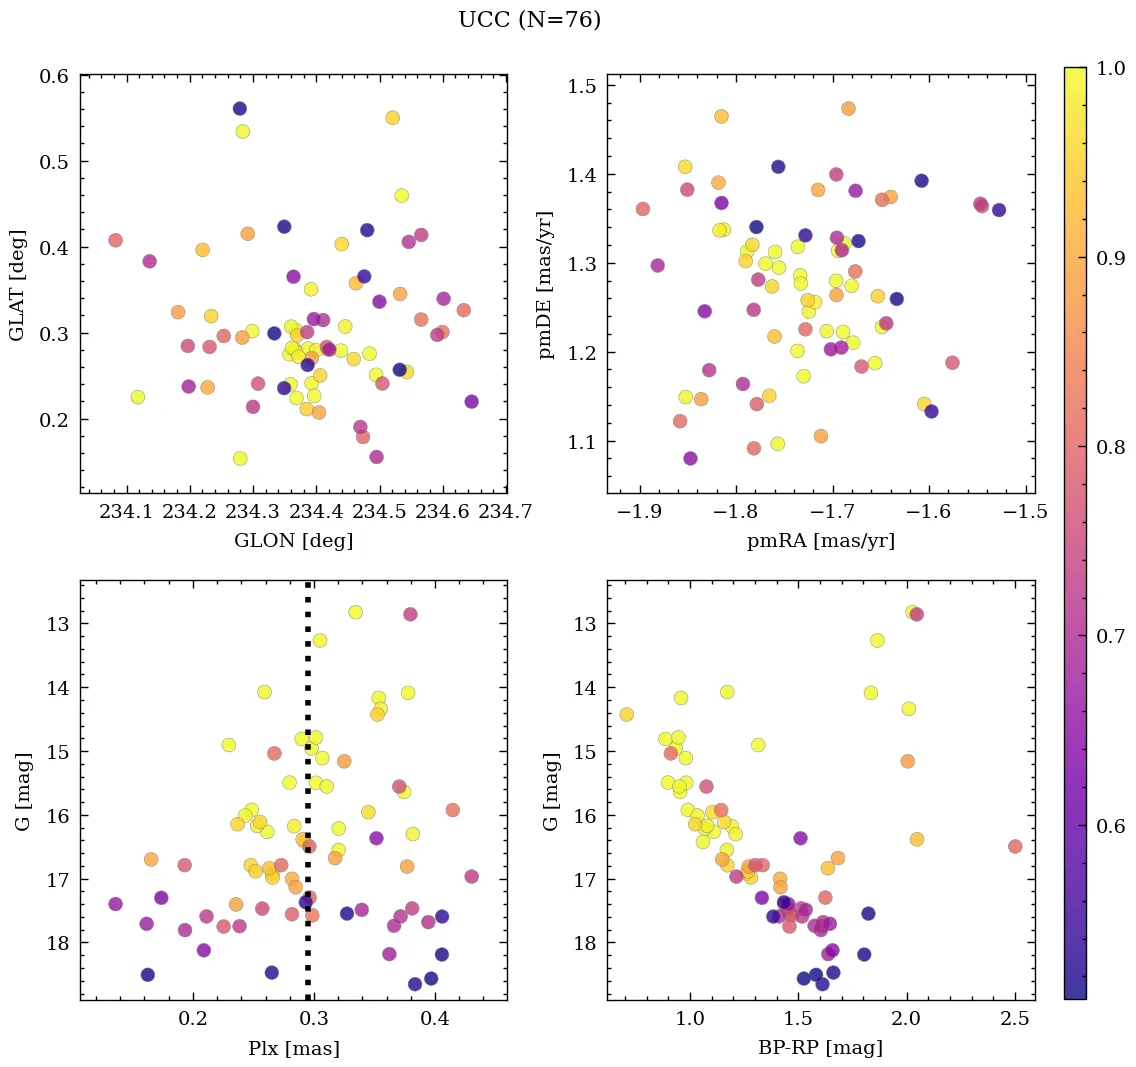 UCC (N=76)
0.6
0.5
0.4
0.3
0.2
GLAT [deg]
234.1 234.2 234.3 234.4 234.5 234.6 234.7
GLON [deg]
1.5
1.4
1.3
1.2
1.1
pmDE [mas/yr]
−1.9 −1.8 −1.7 −1.6 −1.5
pmRA [mas/yr]
13
14
15
16
17
18
G [mag]
0.2 0.3 0.4
Plx [mas]
13
14
15
16
17
18
G [mag]
1.0 1.5 2.0 2.5
BP-RP [mag]
1.0
0.9
0.8
0.7
0.6